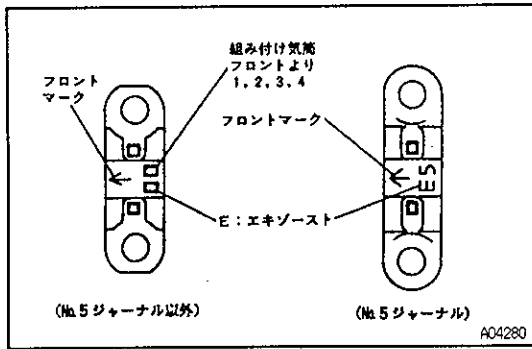 組み付け気筒
フロントより
1,2,3,4
フロント
マーク
フロントマーク
E5
E:エキゾースト
(No.5ジャーナル以外)
(No.5ジャーナル)
A04280